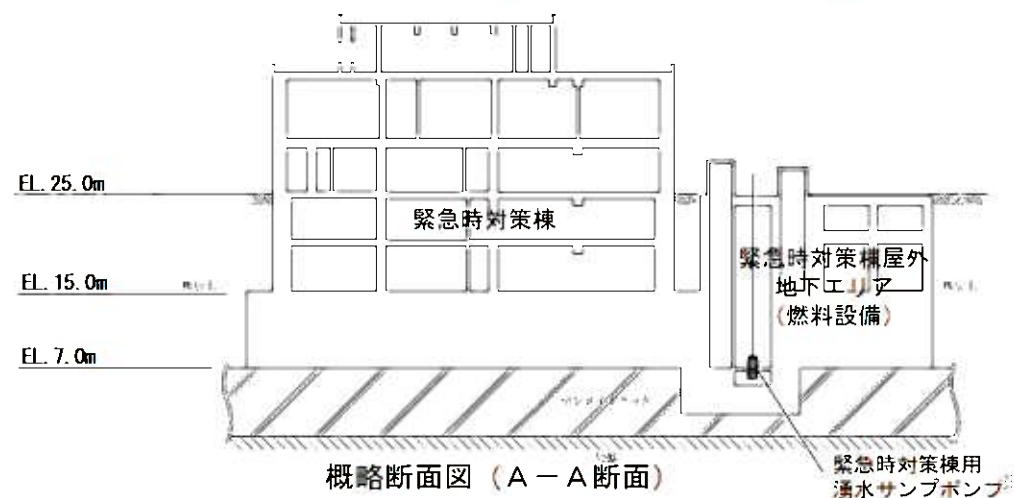 EL. 25.0m
緊急時対策棟
緊急時対策棟屋外
地下エリア
(燃料設備)
EL. 15.0m
EL. 7.0m
概略断面図(A-A断面)
緊急時対策棟用
湧水サンプポンプ